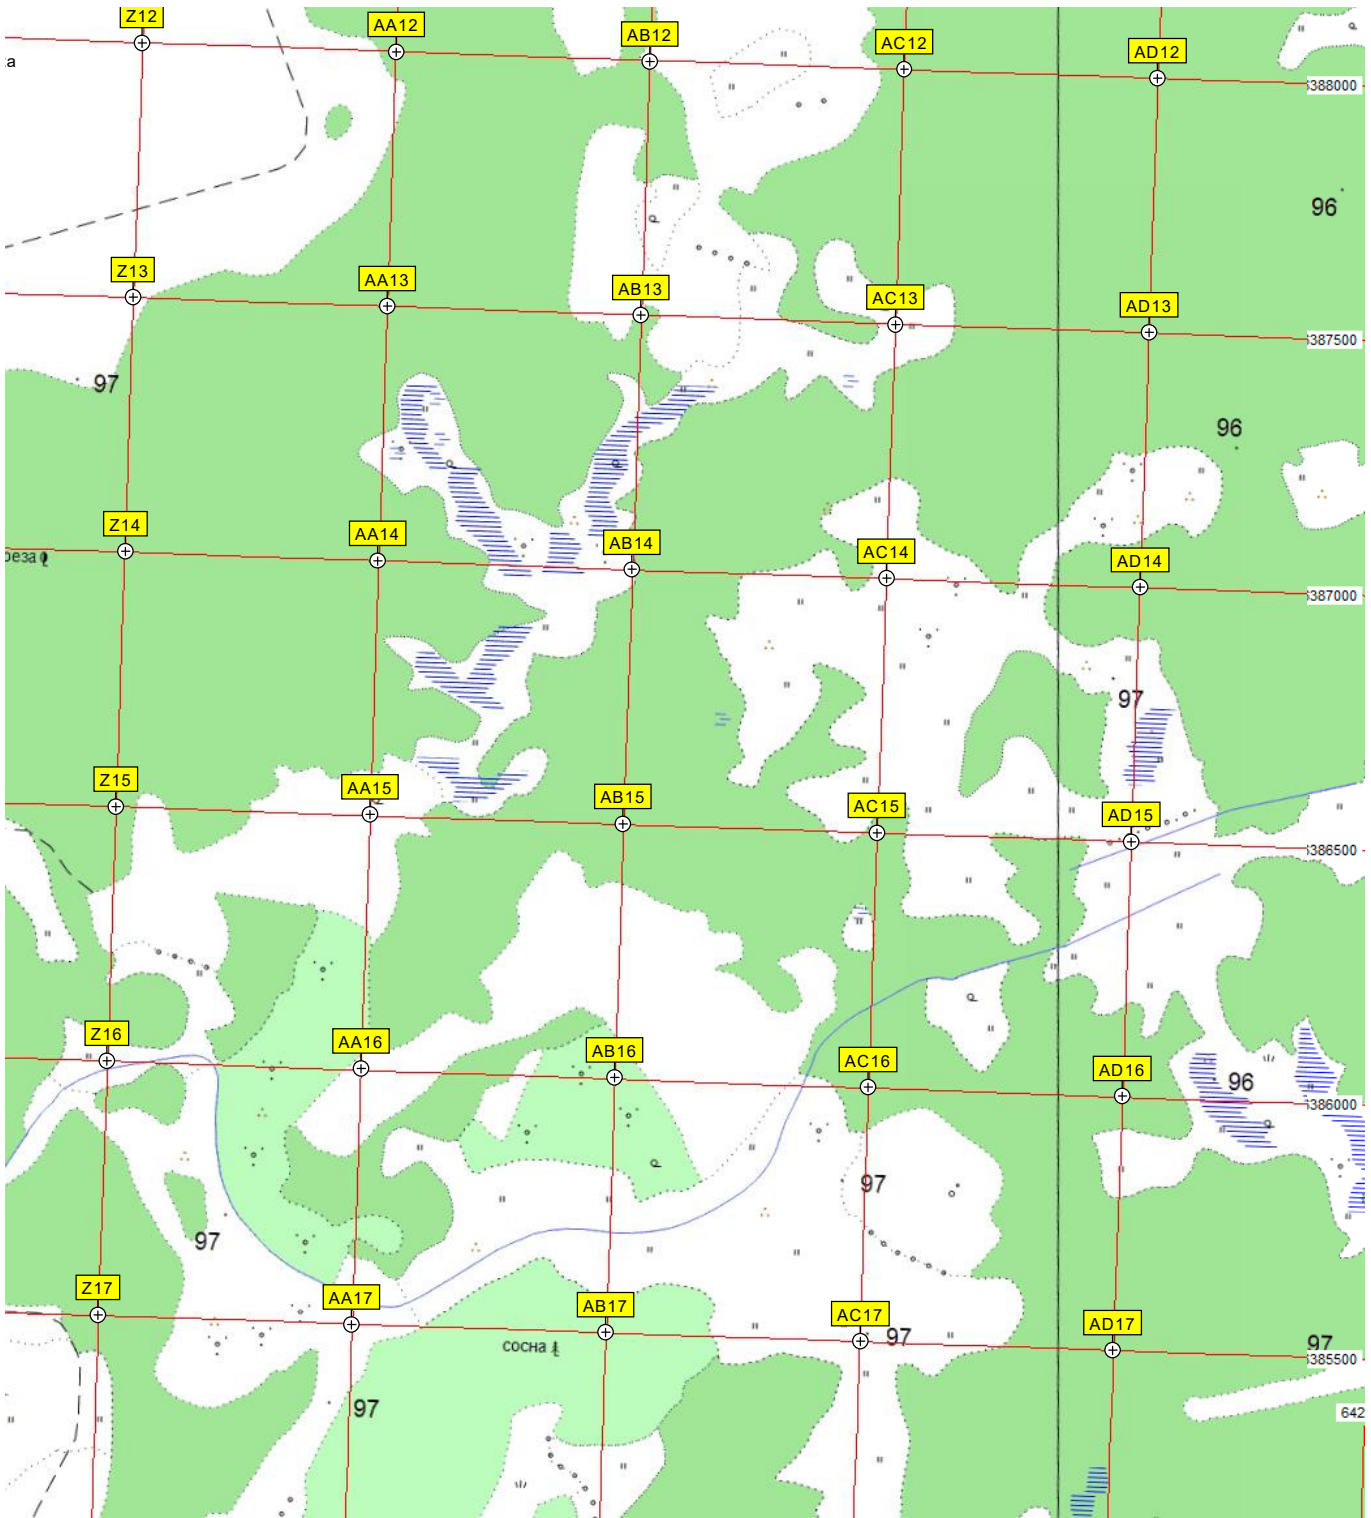 Z12
AA12
AB12
AC12
AD12
388000
96
Z13
AA13
AB13
AC13
AD13
387500
97
96
Z14
AA14
AB14
AC14
AD14
реза
387000
97
Z15
AA15
AB15
AC15
AD15
386500
Z16
AA16
AB16
AC16
AD16
96
386000
97
97
Z17
AA17
AB17
AC17
AD17
97
97
385500
сосна
97
642